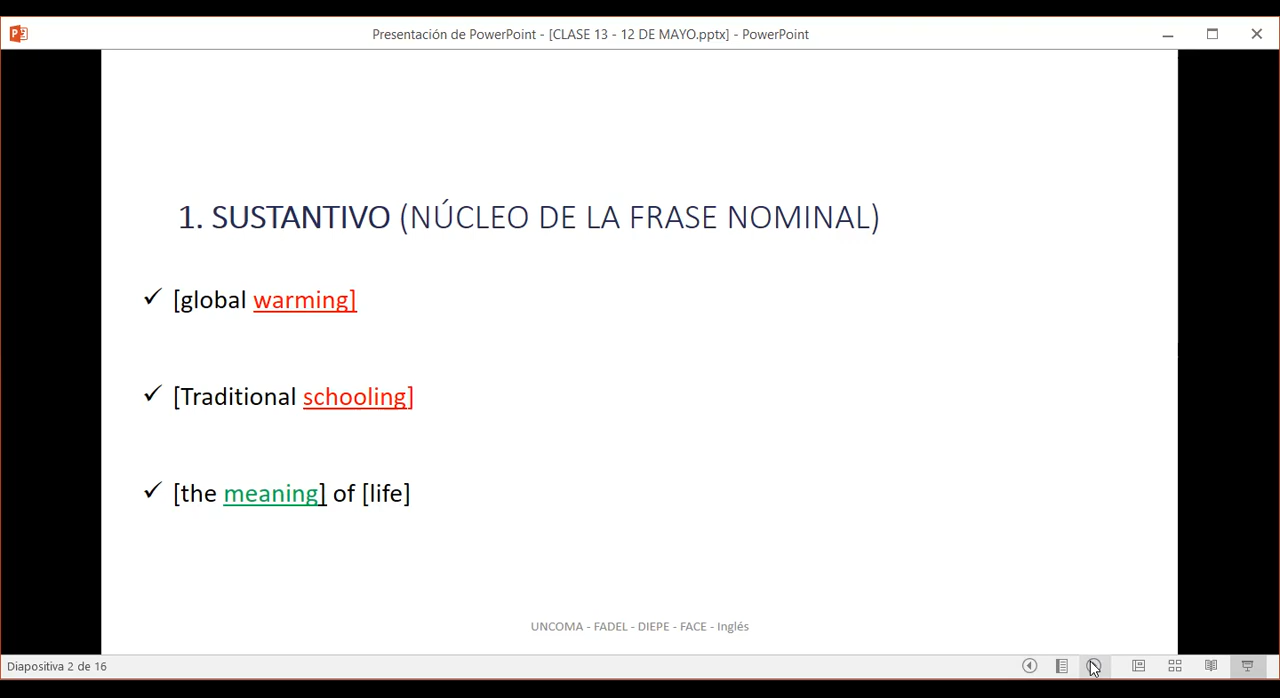 Presentación de PowerPoint - [CLASE 13 - 12 DE MAYO.pptx] - PowerPoint
1. SUSTANTIVO (NÚCLEO DE LA FRASE NOMINAL)
✓ [global warming]
✓ [Traditional schooling]
✓ [the meaning] of [life]
UNCOMA - FADEL - DIEPE - FACE - Inglés
Diapositiva 2 de 16